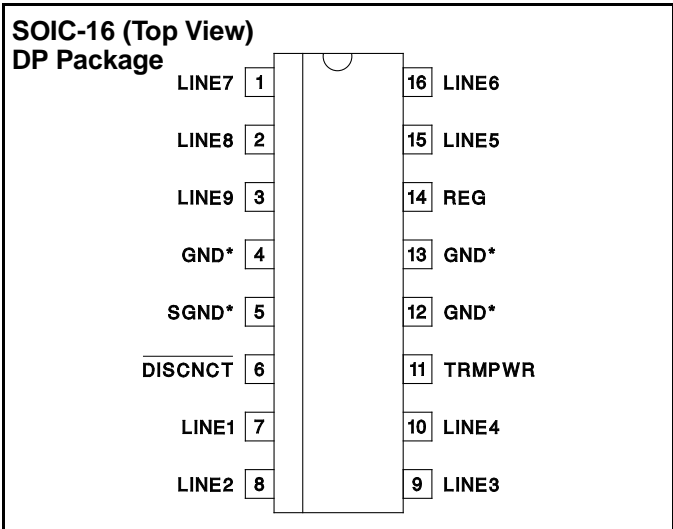 SOIC-16 (Top View)
DP Package
LINE7 1 16 LINE6
LINE8 2 15 LINE5
LINE9 3 14 REG
GND* 4 13 GND*
SGND* 5 12 GND*
DISCNCT 6 11 TRMPWR
LINE1 7 10 LINE4
LINE2 8 9 LINE3